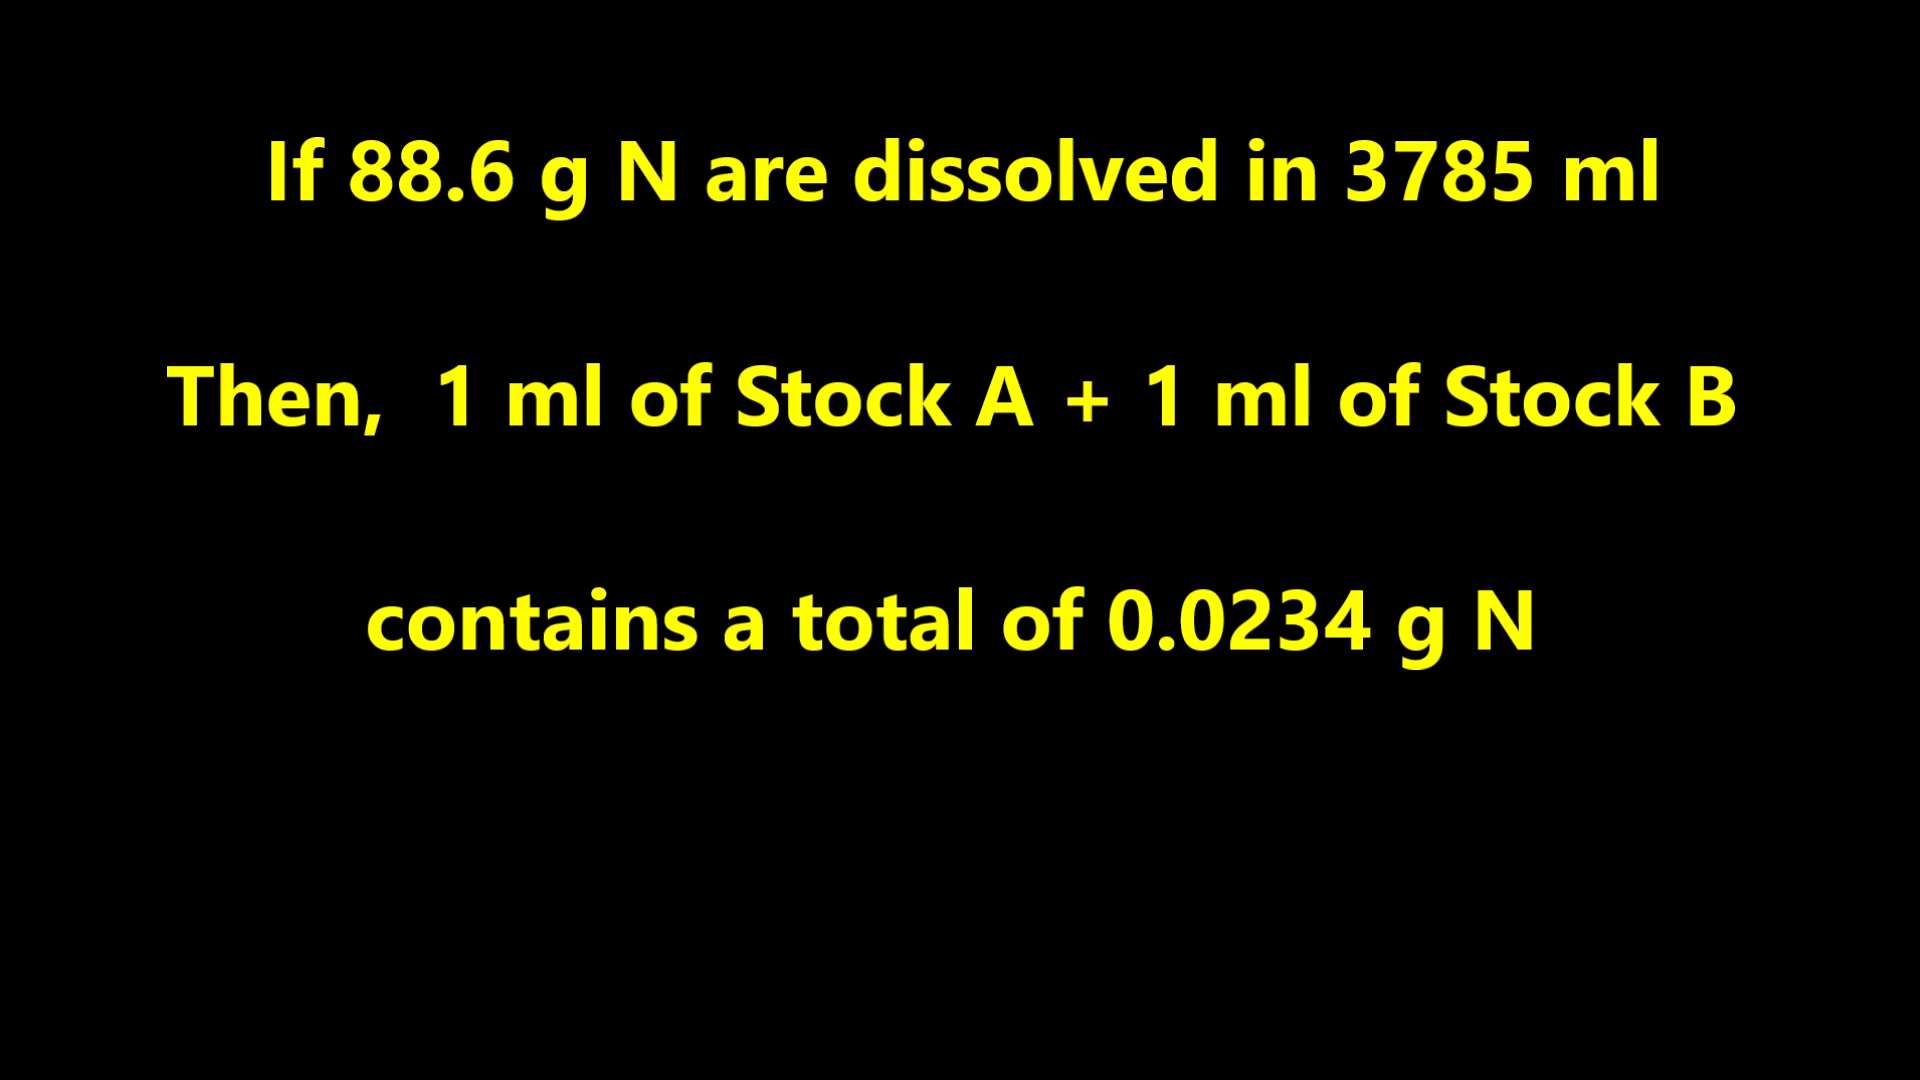 If 88.6 g N are dissolved in 3785 ml
Then,  1 ml of Stock A + 1 ml of Stock B
contains a total of 0.0234 g N